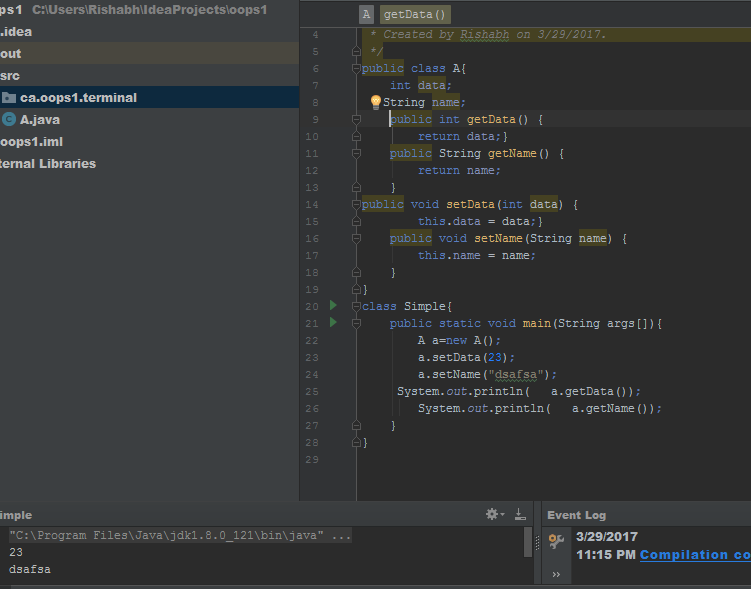 ps1 C:\Users\Rishabh\IdeaProjects\oops1
.idea
out
src
ca.oops1.terminal
C A.java
oops1.iml
ternal Libraries
A getData()
4 * Created by Rishabh on 3/29/2017.
5 */
6 public class A{
7 int data;
8 String name;
9 public int getData() {
10 return data;}
11 public String getName() {
12 return name;
13 }
14 public void setData(int data) {
15 this.data = data;}
16 public void setName(String name) {
17 this.name = name;
18 }
19 }
20 class Simple{
21 public static void main(String args[]){
22 A a=new A();
23 a.setData(23);
24 a.setName("dsafsa");
25 System.out.println( a.getData());
26 System.out.println( a.getName());
27 }
28 }
29
imple
"C:\Program Files\Java\jdk1.8.0_121\bin\java" ...
23
dsafsa
Event Log
3/29/2017
11:15 PM Compilation co